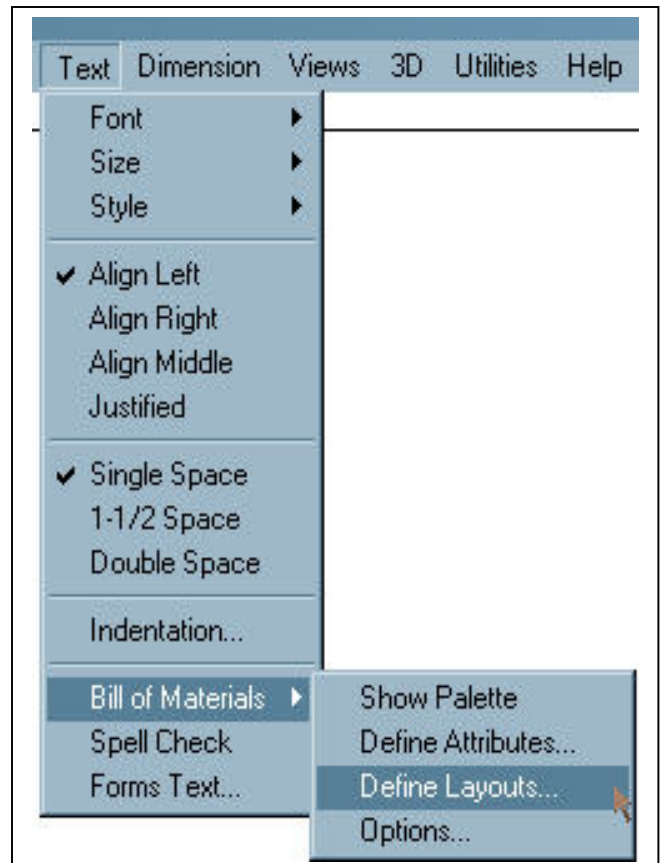 Text Dimension Views 3D Utilities Help
Font
Size
Style
Align Left
Align Right
Align Middle
Justified
Single Space
1-1/2 Space
Double Space
Indentation...
Bill of Materials
Spell Check
Forms Text...
Show Palette
Define Attributes...
Define Layouts...
Options...